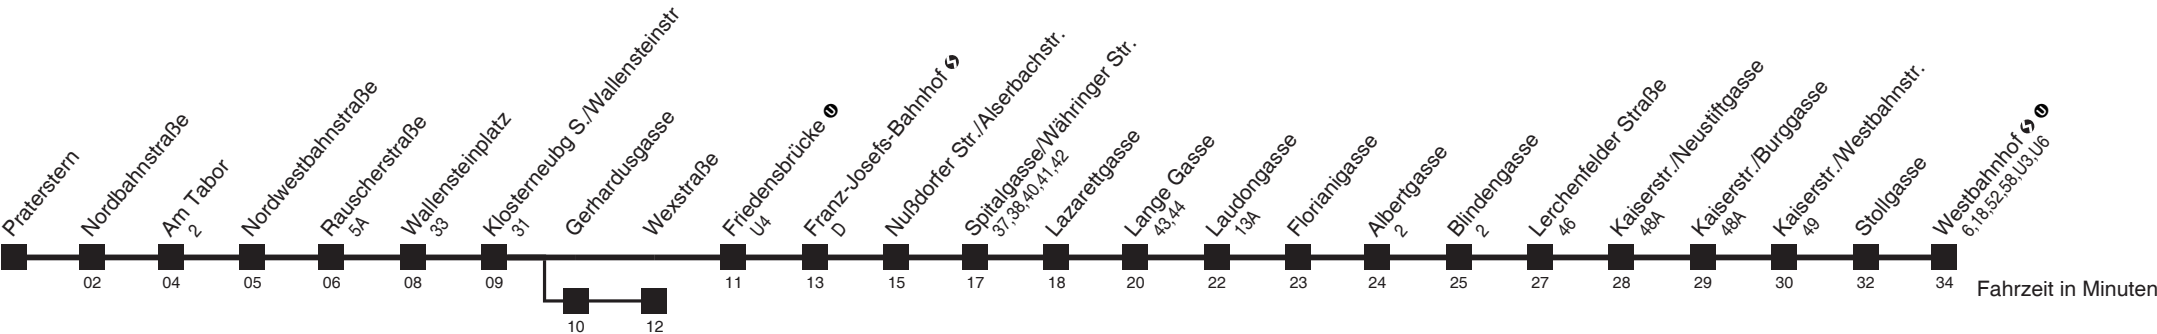 Praterstern
Nordbahnstraße
02
Am Tabor
2
04
Nordwestbahnstraße
05
Rauscherstraße
5A
06
Wallensteinplatz
33
08
Klosterneubg S./Wallensteinstr
31
09
Gerhardusgasse
10
Wexstraße
12
Friedensbrücke U
U4
11
Franz-Josefs-Bahnhof S
D
13
Nußdorfer Str./Alserbachstr.
15
Spitalgasse/Währinger Str.
37,38,40,41,42
17
Lazarettgasse
18
Lange Gasse
43,44
20
Laudongasse
13A
22
Florianigasse
23
Albertgasse
2
24
Blindengasse
2
25
Lerchenfelder Straße
46
27
Kaiserstr./Neustiftgasse
48A
28
Kaiserstr./Burggasse
48A
29
Kaiserstr./Westbahnstr.
49
30
Stollgasse
32
Westbahnhof S U
6,18,52,58,U3,U6
34
Fahrzeit in Minuten